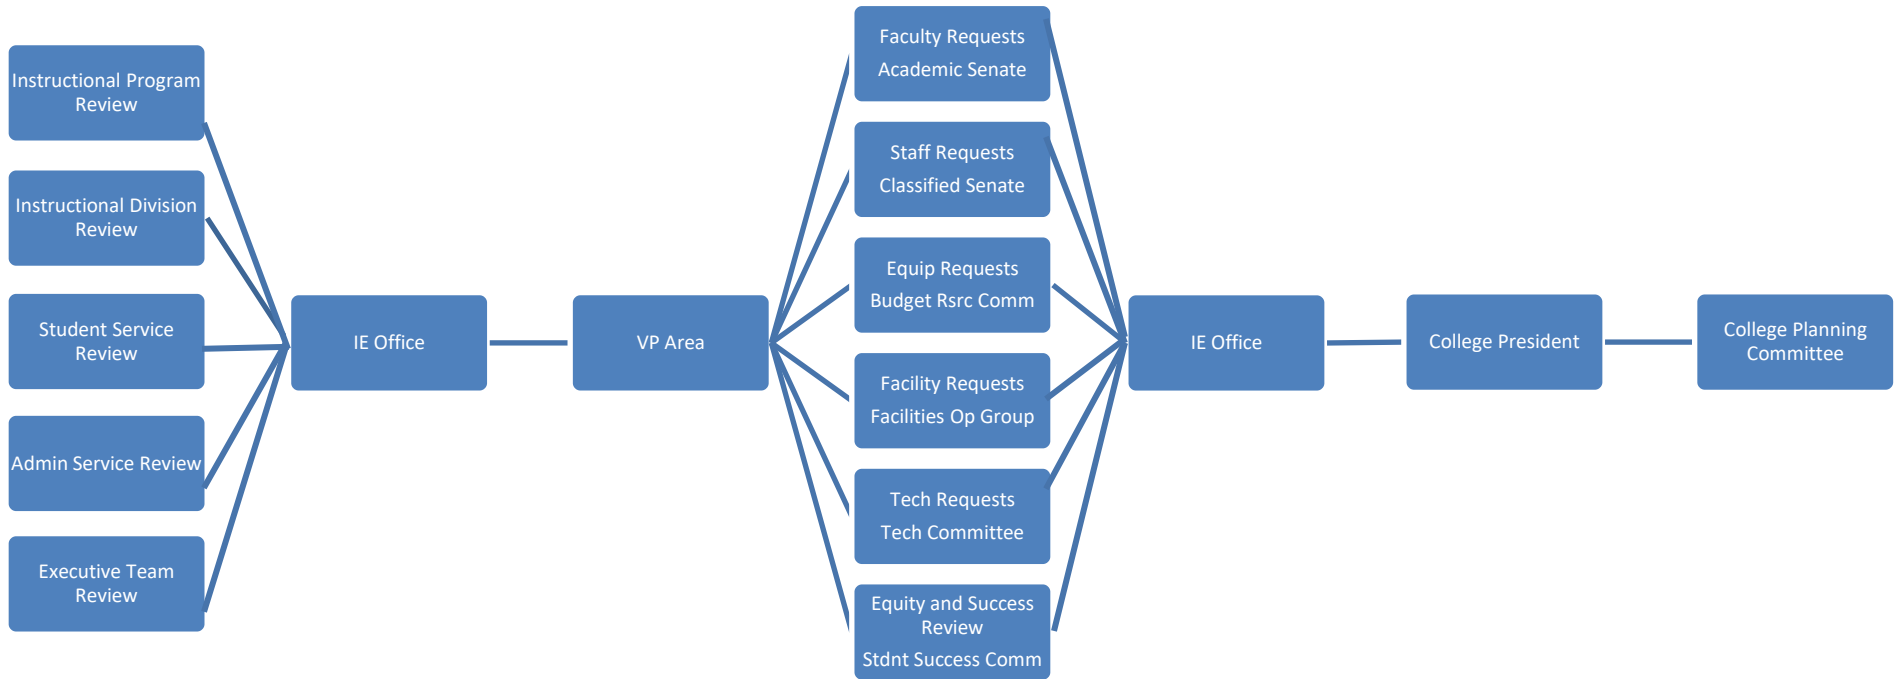 Instructional Program
Review
Instructional Division
Review
Student Service
Review
Admin Service Review
Executive Team
Review
IE Office
VP Area
Faculty Requests
Academic Senate
Staff Requests
Classified Senate
Equip Requests
Budget Rsrc Comm
Facility Requests
Facilities Op Group
Tech Requests
Tech Committee
Equity and Success
Review
Stdnt Success Comm
IE Office
College President
College Planning
Committee